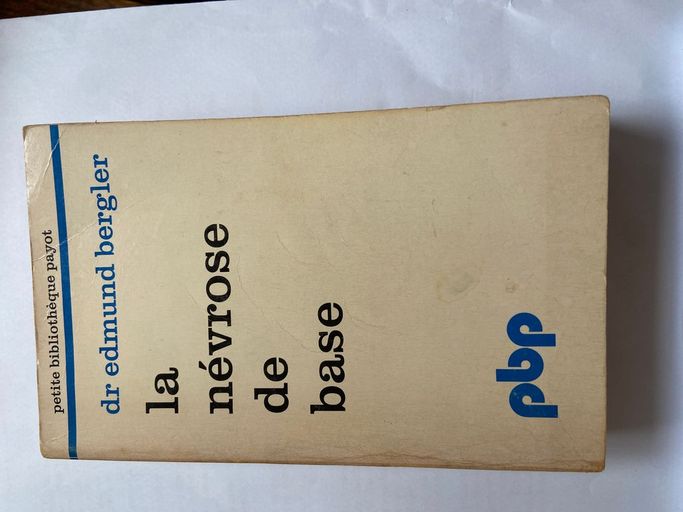 petite bibliothèque payot
dr edmund bergler
la
névrose
de
base
pbp